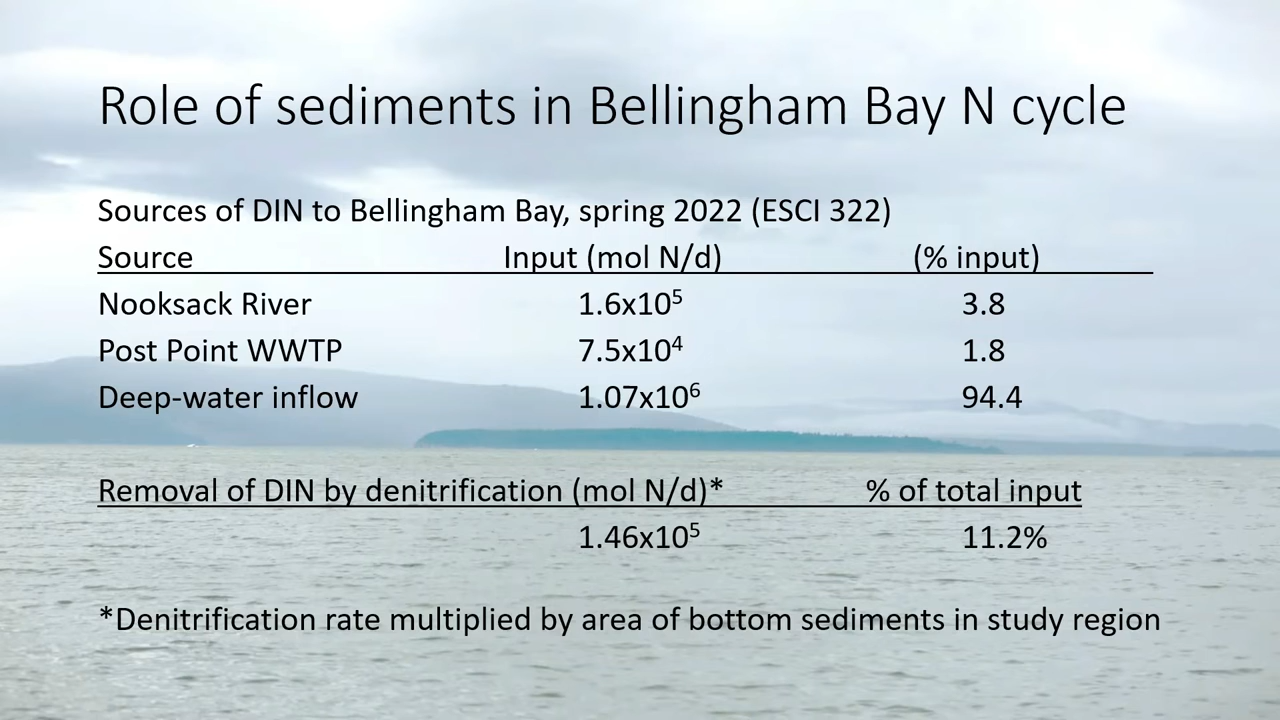 Role of sediments in Bellingham Bay N cycle
Sources of DIN to Bellingham Bay, spring 2022 (ESCI 322)
Source Input (mol N/d) (% input)
Nooksack River 1.6x10⁵ 3.8
Post Point WWTP 7.5x10⁴ 1.8
Deep-water inflow 1.07x10⁶ 94.4
Removal of DIN by denitrification (mol N/d)* % of total input
1.46x10⁵ 11.2%
*Denitrification rate multiplied by area of bottom sediments in study region